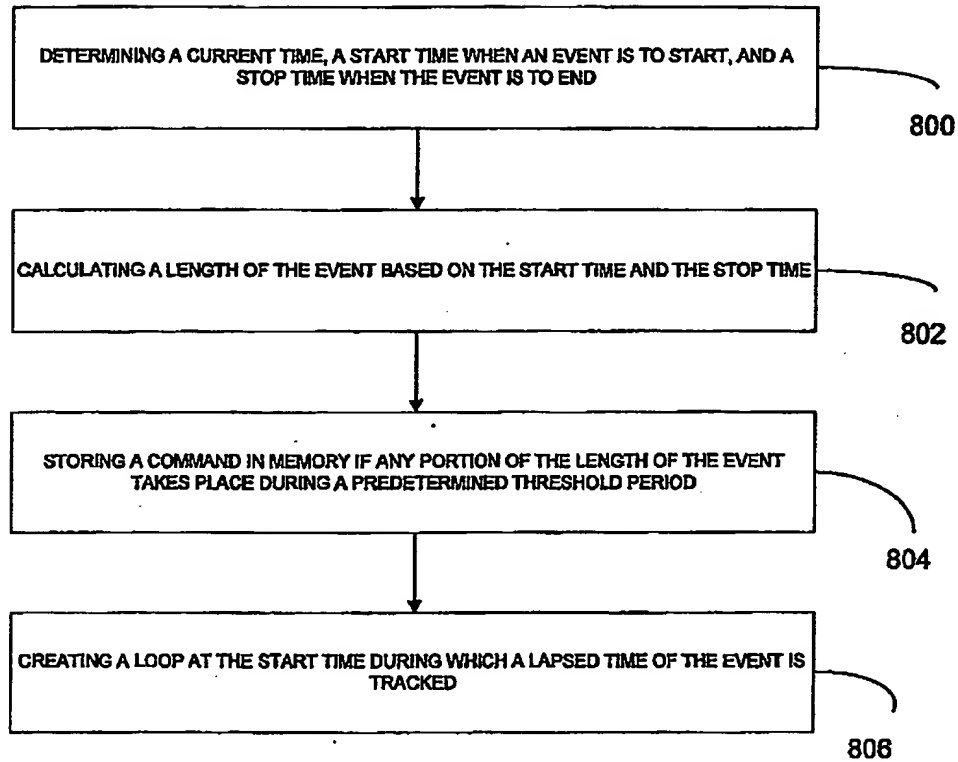 DETERMINING A CURRENT TIME, A START TIME WHEN AN EVENT IS TO START, AND A
STOP TIME WHEN THE EVENT IS TO END
800
CALCULATING A LENGTH OF THE EVENT BASED ON THE START TIME AND THE STOP TIME
802
STORING A COMMAND IN MEMORY IF ANY PORTION OF THE LENGTH OF THE EVENT
TAKES PLACE DURING A PREDETERMINED THRESHOLD PERIOD
804
CREATING A LOOP AT THE START TIME DURING WHICH A LAPSED TIME OF THE EVENT IS
TRACKED
806